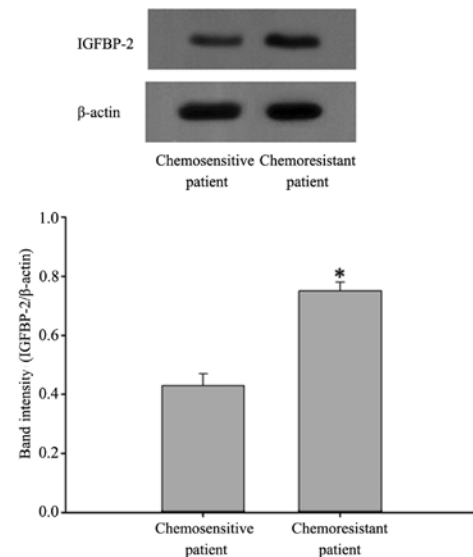 IGFBP-2
β-actin
Chemosensitive Chemoresistant
patient patient
1.0
0.8
0.6
0.4
0.2
0.0
Band intensity (IGFBP-2/β-actin)
*
Chemosensitive Chemoresistant
patient patient